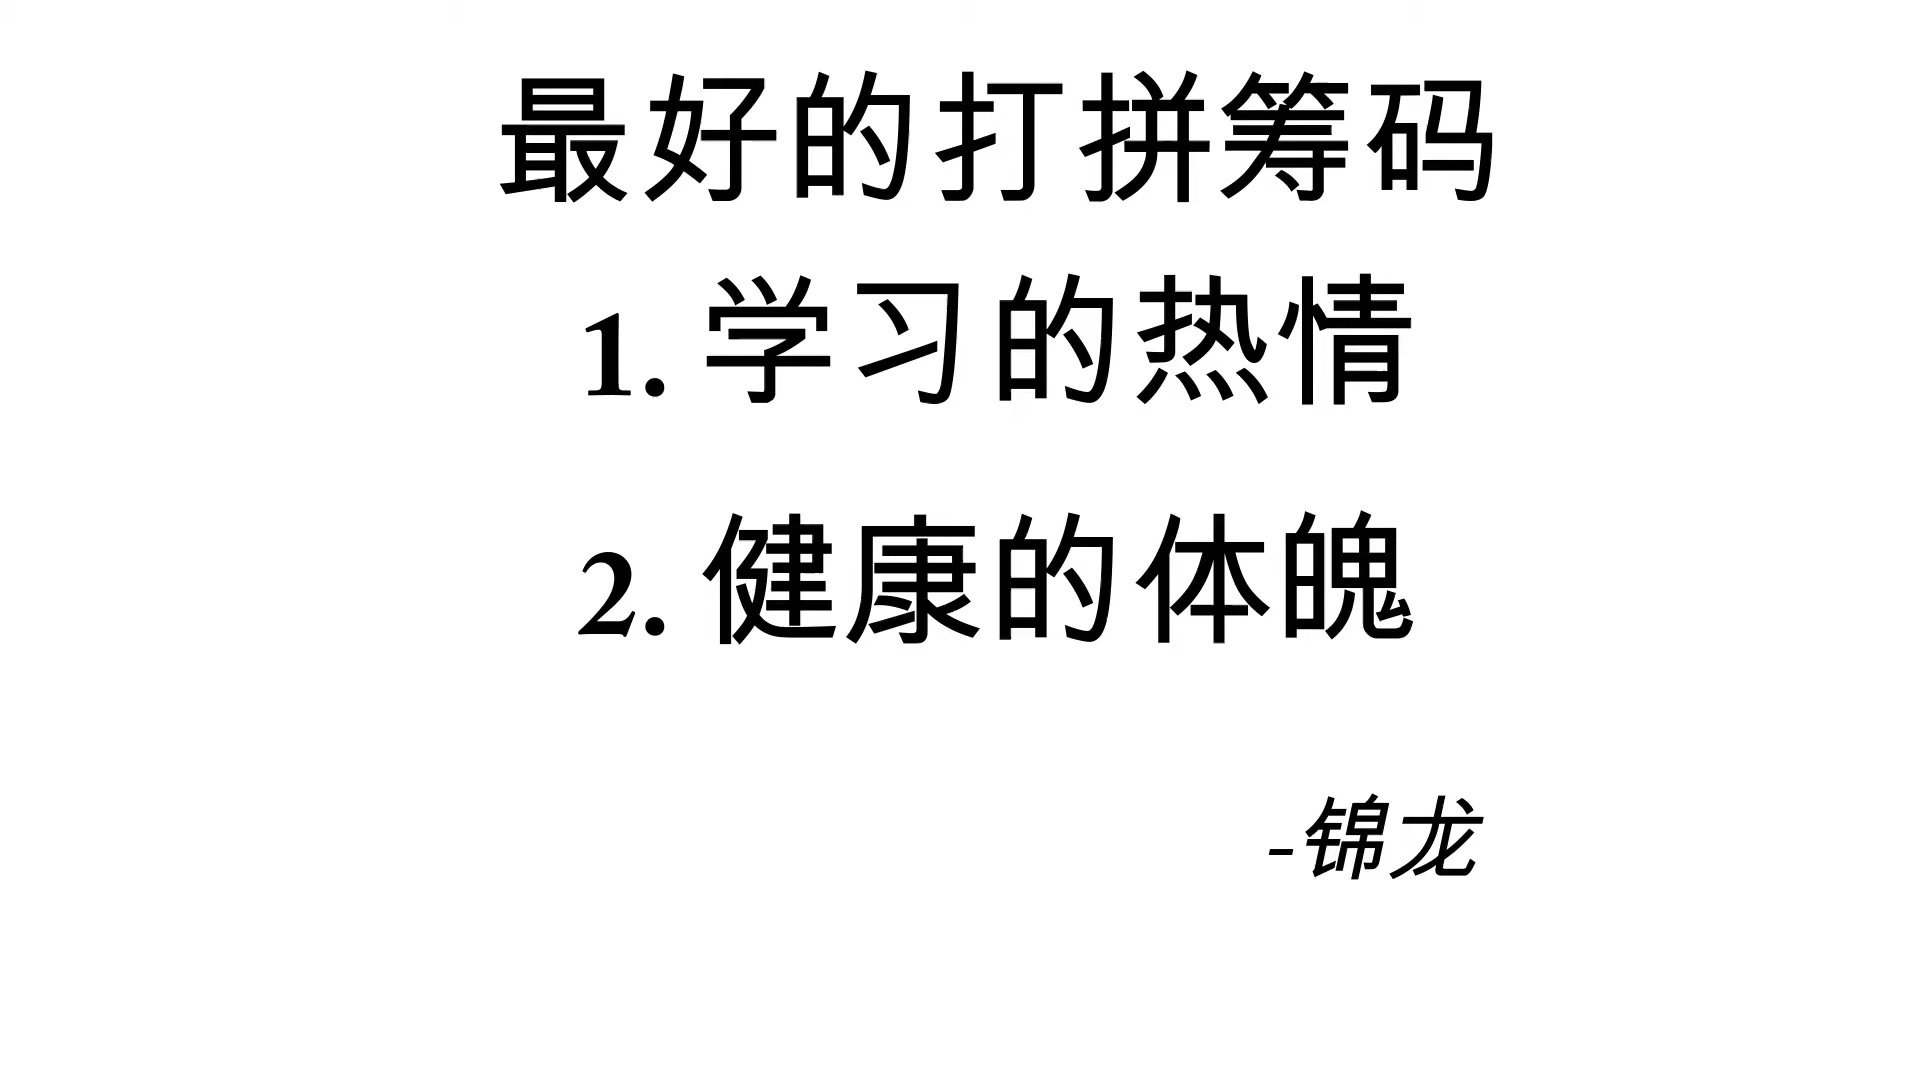 最好的打拼筹码
1. 学习的热情
2. 健康的体魄
-锦龙